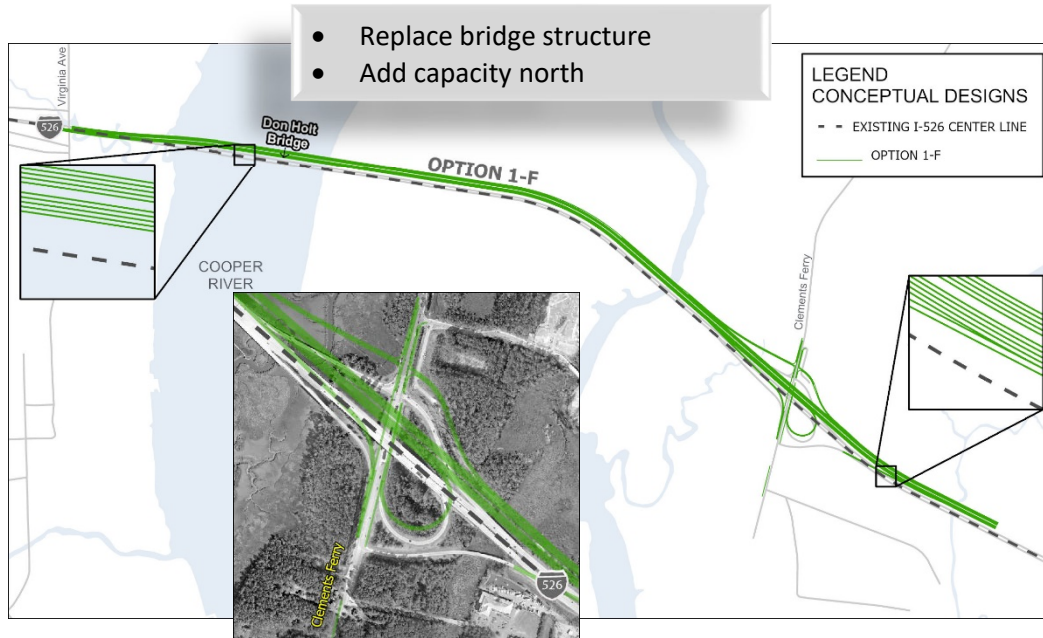 • Replace bridge structure
• Add capacity north
LEGEND
CONCEPTUAL DESIGNS
EXISTING I-526 CENTER LINE
OPTION 1-F
Virginia Ave
526
Don Holt
Bridge
OPTION 1-F
COOPER
RIVER
Clements Ferry
Clements Ferry
526